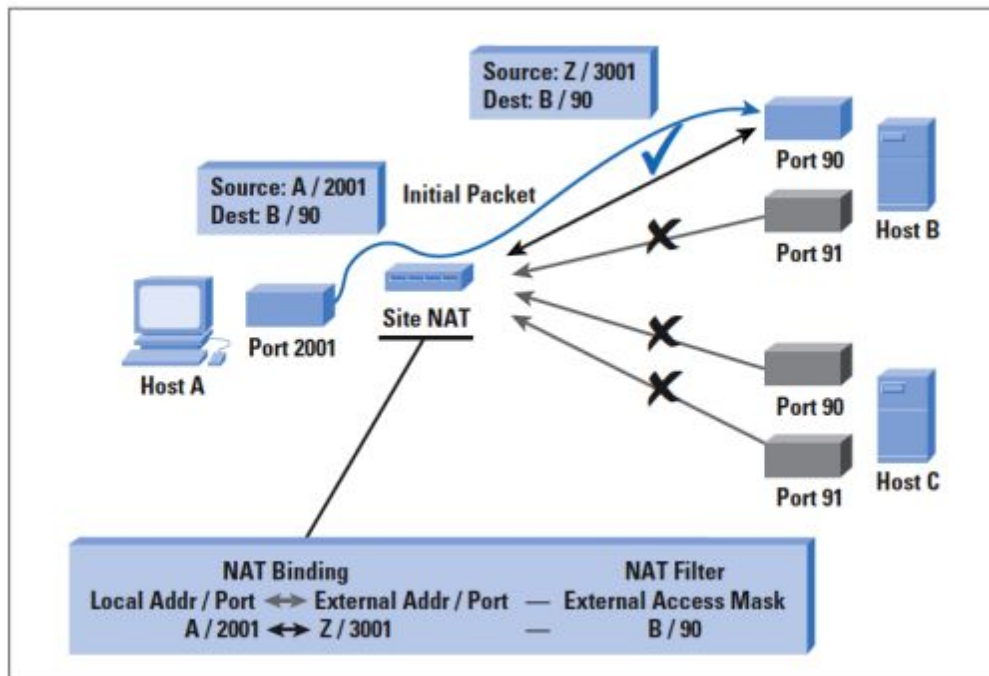 Source: Z / 3001
Dest: B / 90
Port 90
Source: A / 2001
Dest: B / 90
Initial Packet
Host B
Port 91
Site NAT
Port 2001
Host A
Port 90
Host C
Port 91
NAT Binding NAT Filter
Local Addr / Port External Addr / Port — External Access Mask
A / 2001 Z / 3001 — B / 90